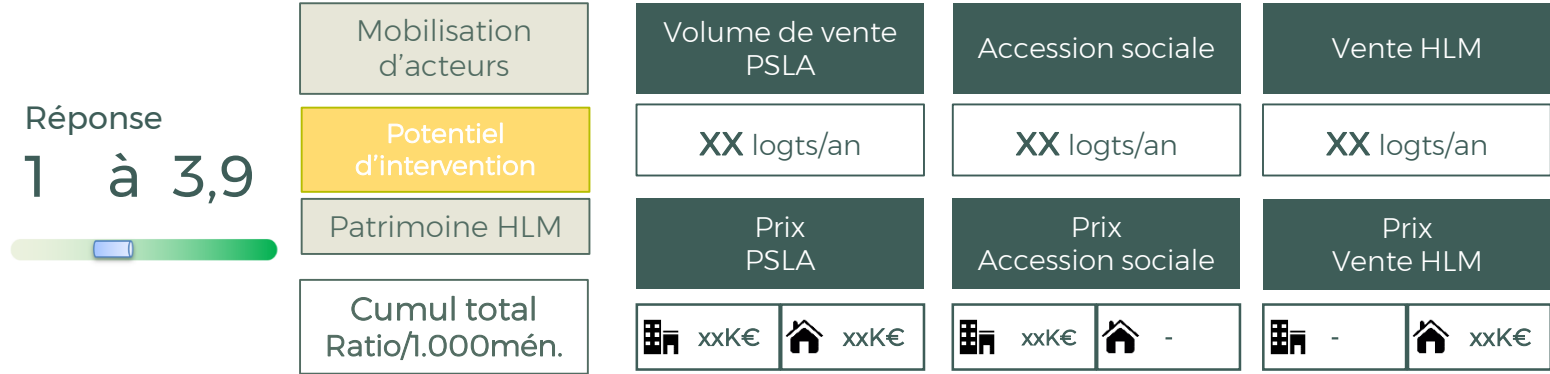 Réponse
1 à 3,9
Mobilisation
d’acteurs
Potentiel
d’intervention
Patrimoine HLM
Cumul total
Ratio/1.000mén.
Volume de vente
PSLA
Accession sociale
Vente HLM
XX logts/an
XX logts/an
XX logts/an
Prix
PSLA
Prix
Accession sociale
Prix
Vente HLM
xxK€
xxK€
xxK€
-
-
xxK€